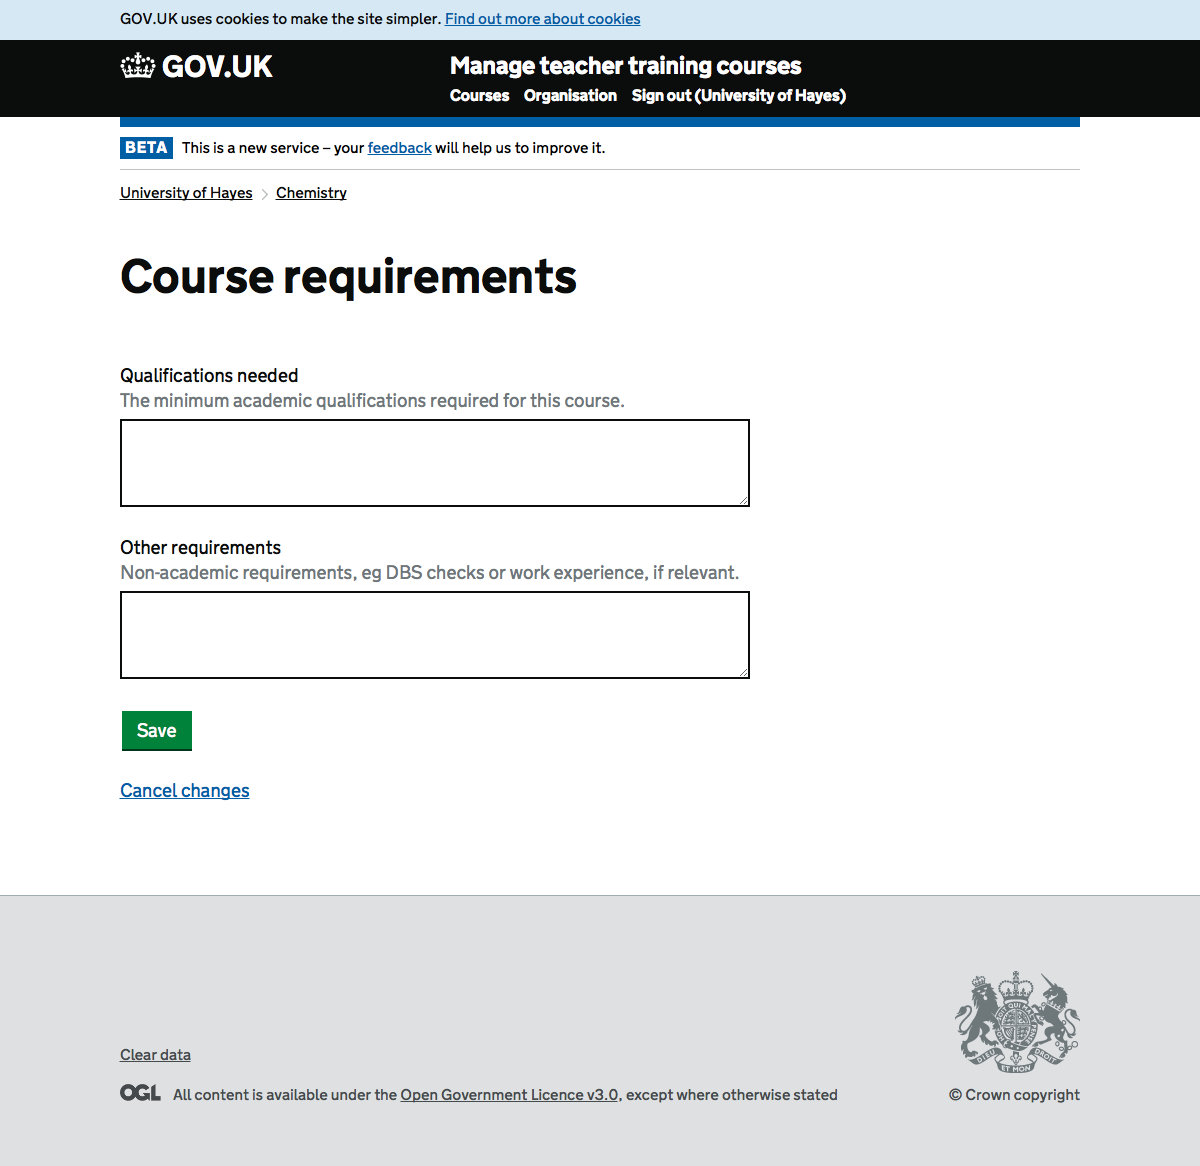 GOV.UK uses cookies to make the site simpler. Find out more about cookies
GOV.UK
Manage teacher training courses
Courses Organisation Sign out (University of Hayes)
BETA This is a new service – your feedback will help us to improve it.
University of Hayes Chemistry
Course requirements
Qualifications needed
The minimum academic qualifications required for this course.
Other requirements
Non-academic requirements, eg DBS checks or work experience, if relevant.
Save
Cancel changes
DIEU ET MON DROIT
Clear data
OGL All content is available under the Open Government Licence v3.0, except where otherwise stated
© Crown copyright